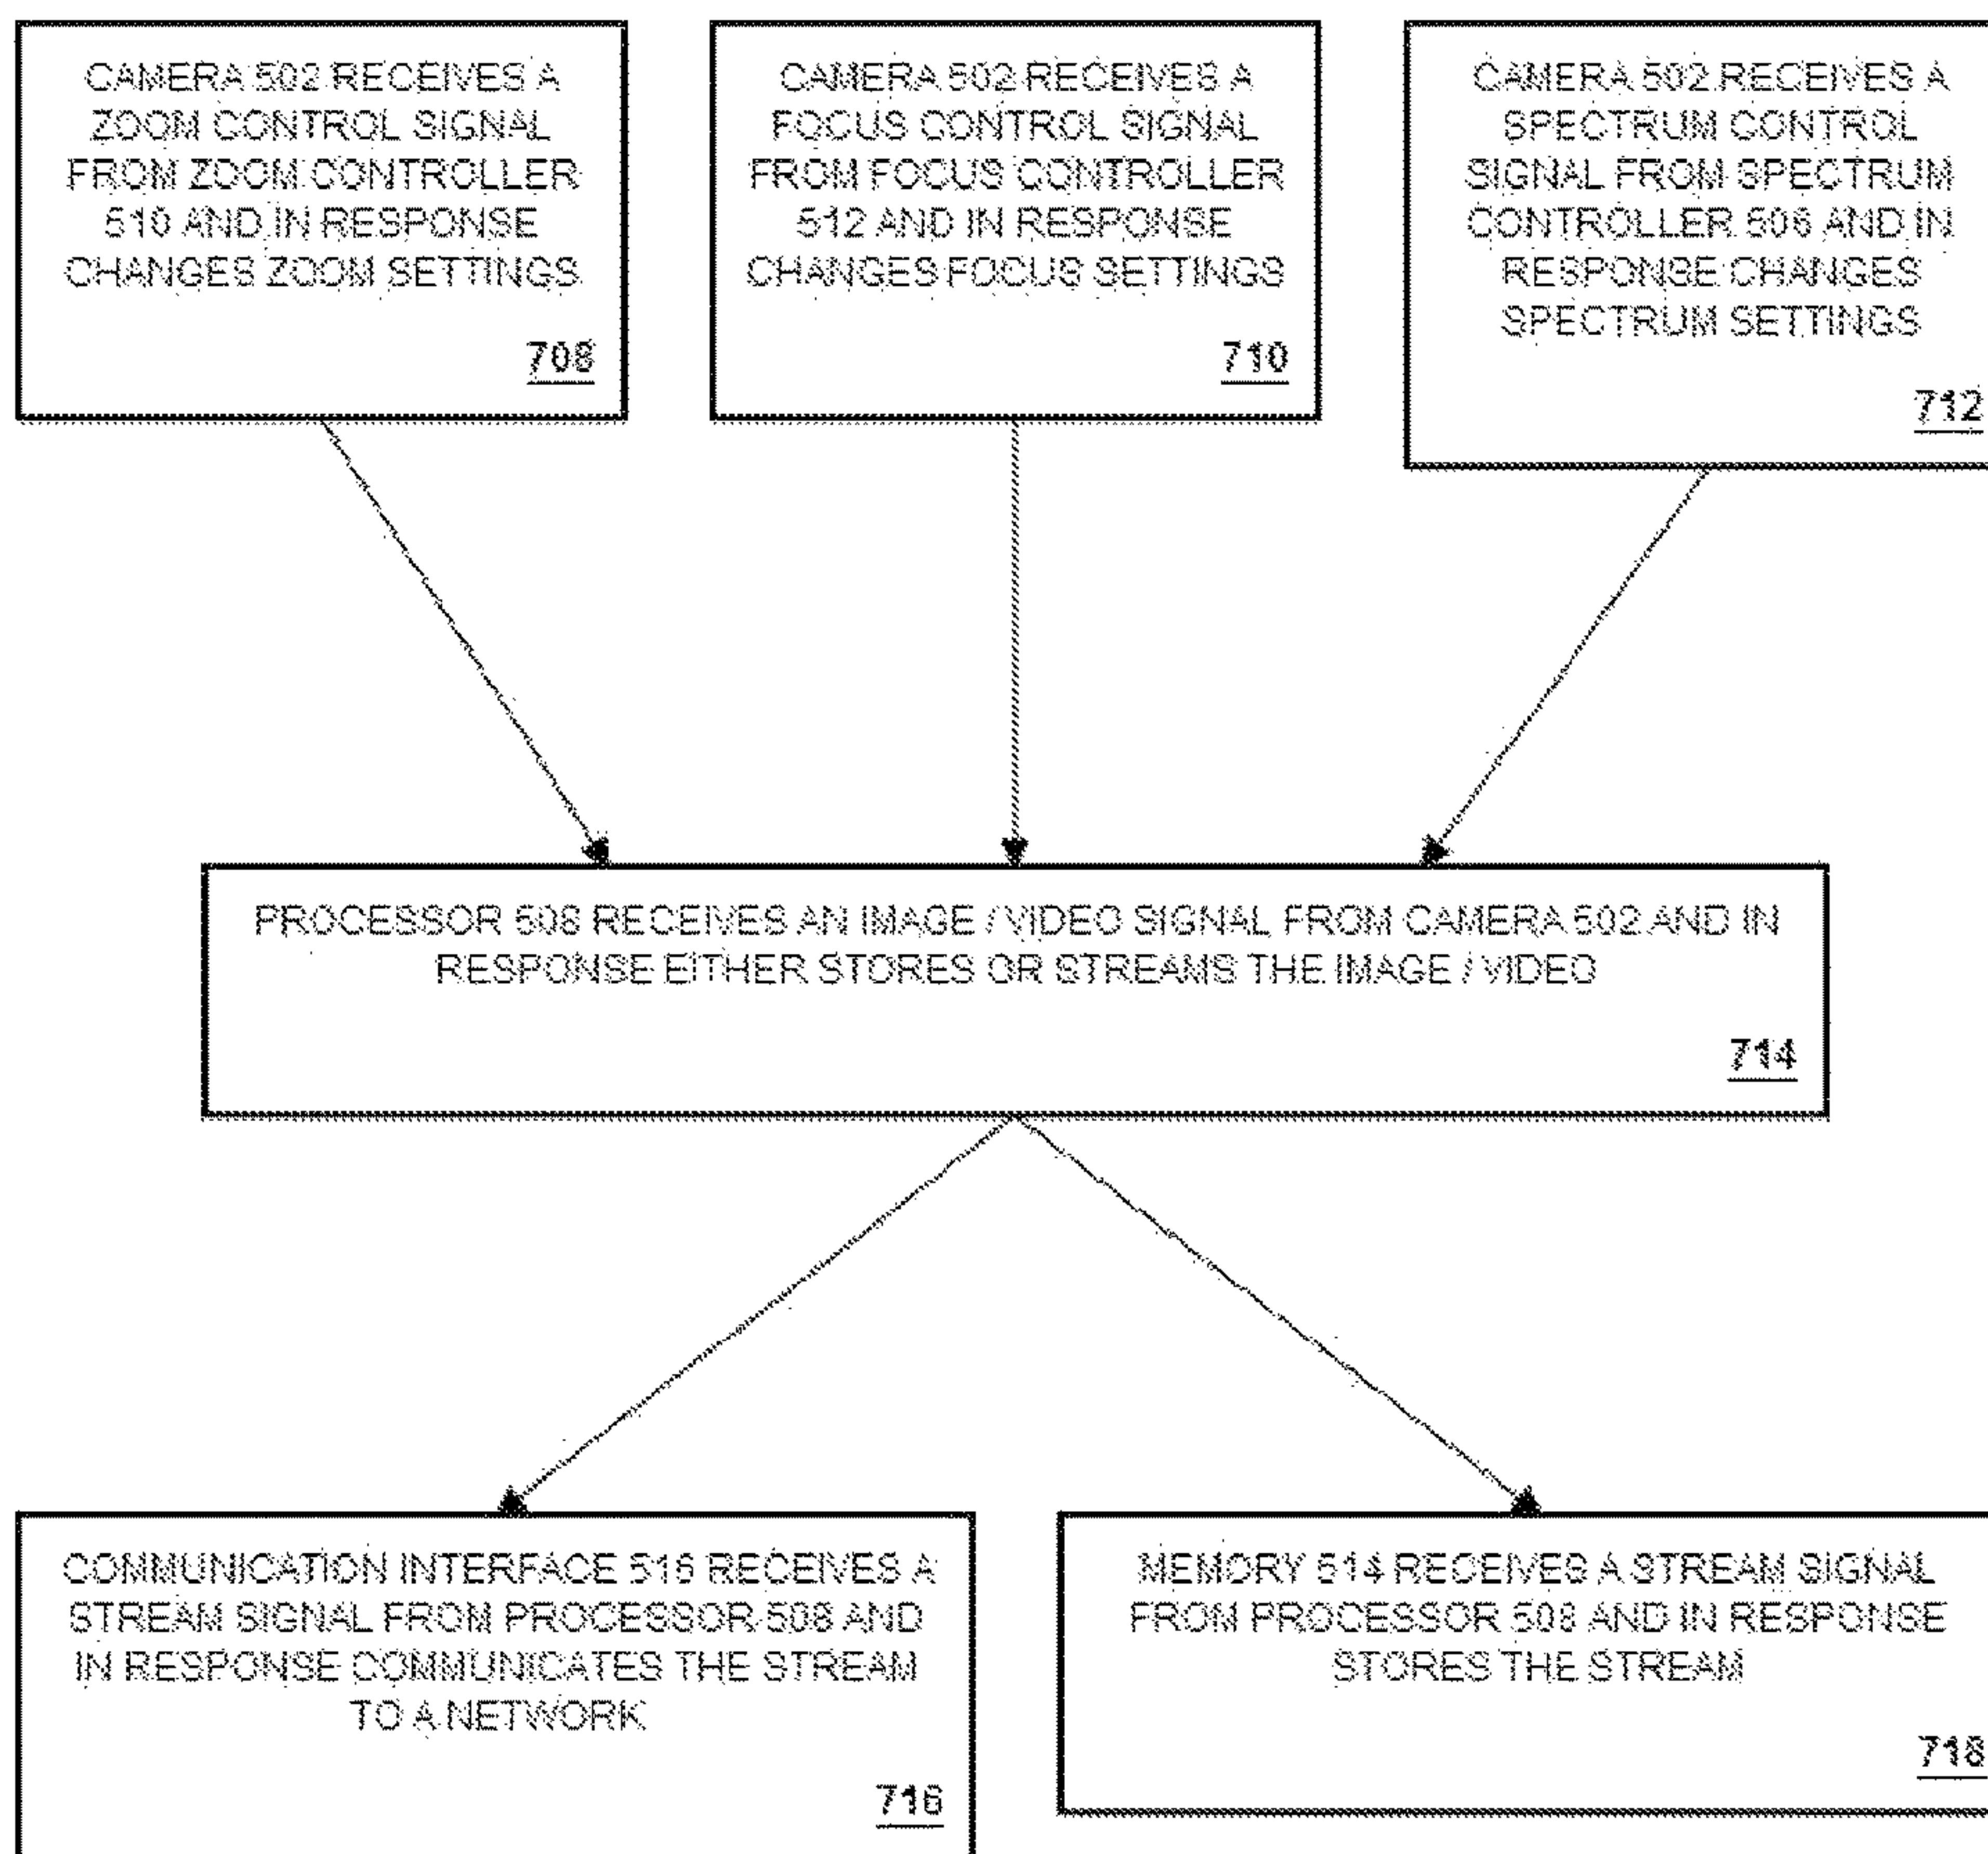 CAMERA 502 RECEIVES A
ZOOM CONTROL SIGNAL
FROM ZOOM CONTROLLER
510 AND IN RESPONSE
CHANGES ZOOM SETTINGS
708
CAMERA 502 RECEIVES A
FOCUS CONTROL SIGNAL
FROM FOCUS CONTROLLER
512 AND IN RESPONSE
CHANGES FOCUS SETTINGS
710
CAMERA 502 RECEIVES A
SPECTRUM CONTROL
SIGNAL FROM SPECTRUM
CONTROLLER 506 AND IN
RESPONSE CHANGES
SPECTRUM SETTINGS
712
PROCESSOR 508 RECEIVES AN IMAGE / VIDEO SIGNAL FROM CAMERA 502 AND IN
RESPONSE EITHER STORES OR STREAMS THE IMAGE / VIDEO
714
COMMUNICATION INTERFACE 516 RECEIVES A
STREAM SIGNAL FROM PROCESSOR 508 AND
IN RESPONSE COMMUNICATES THE STREAM
TO A NETWORK
716
MEMORY 514 RECEIVES A STREAM SIGNAL
FROM PROCESSOR 508 AND IN RESPONSE
STORES THE STREAM
718